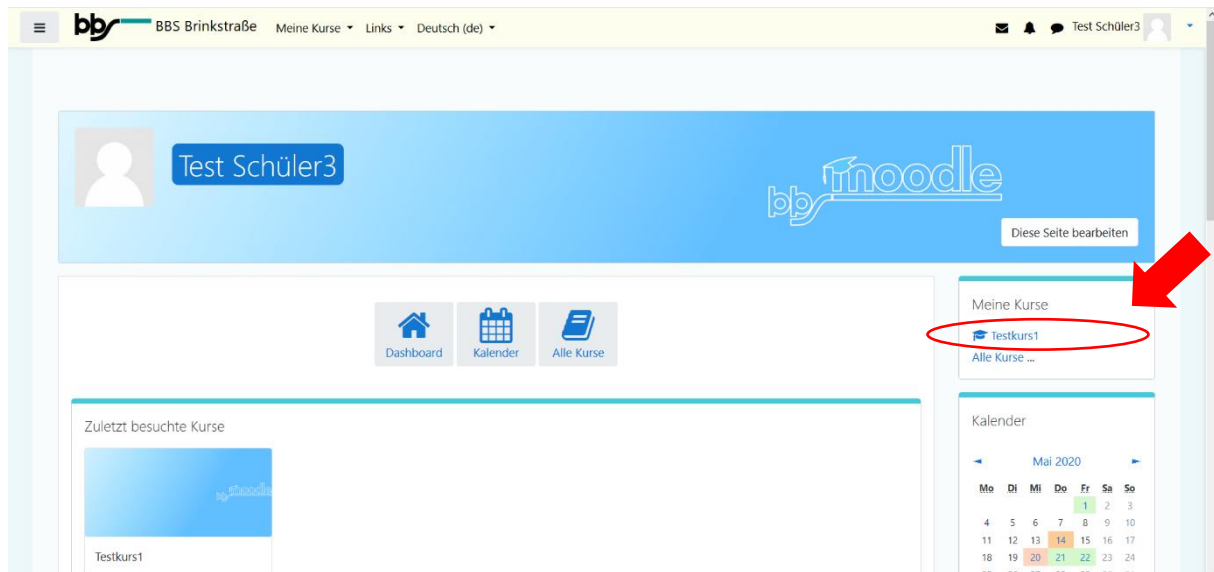 bbs BBS Brinkstraße Meine Kurse Links Deutsch (de) Test Schüler3
Test Schüler3
bbs moodle
Diese Seite bearbeiten
Dashboard Kalender Alle Kurse
Meine Kurse
Testkurs1
Alle Kurse ...
Zuletzt besuchte Kurse
bbs moodle
Testkurs1
Kalender
Mai 2020
Mo Di Mi Do Fr Sa So
1 2 3
4 5 6 7 8 9 10
11 12 13 14 15 16 17
18 19 20 21 22 23 24